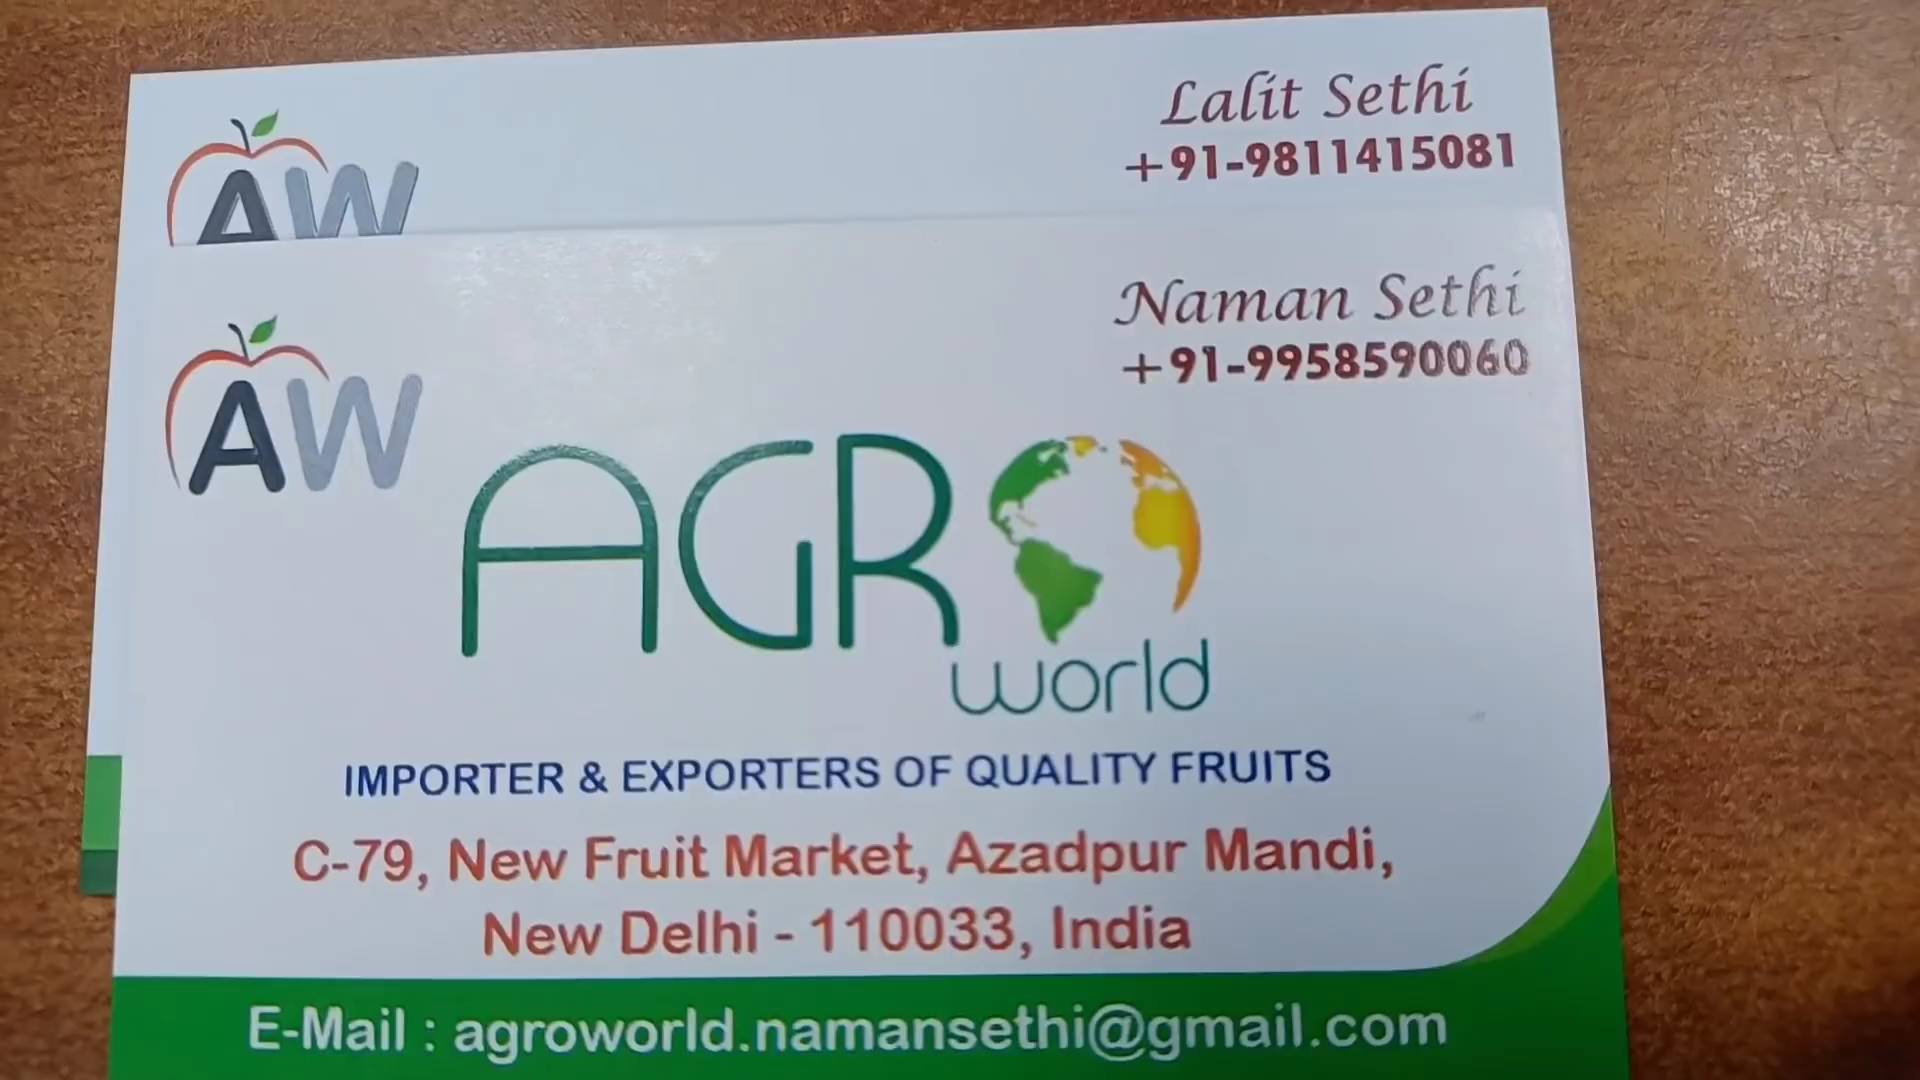 Lalit Sethi
+91-9811415081
AW
Naman Sethi
+91-9958590060
AW
AGRO
world
IMPORTER & EXPORTERS OF QUALITY FRUITS
C-79, New Fruit Market, Azadpur Mandi,
New Delhi - 110033, India
E-Mail : agroworld.namansethi@gmail.com